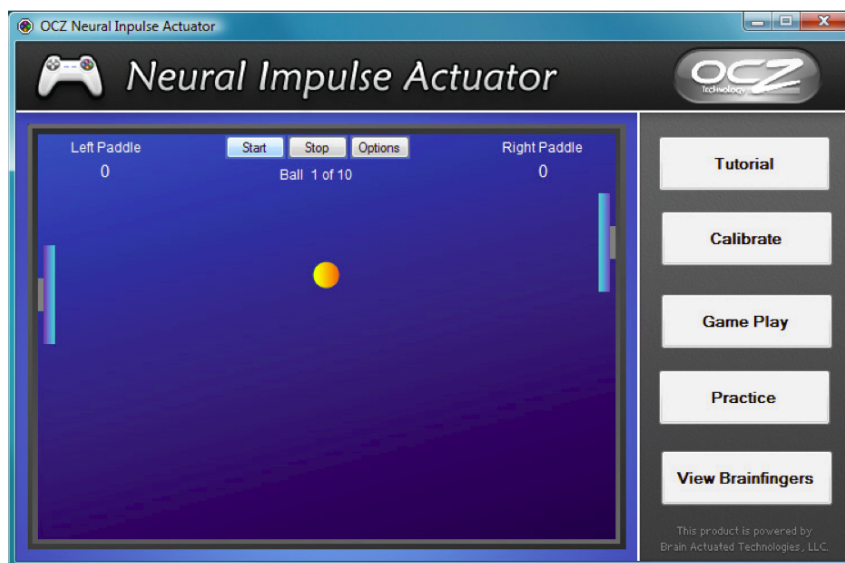 OCZ Neural Inpulse Actuator
Neural Impulse Actuator
OCZ
Technology
Left Paddle
Start
Stop
Options
Right Paddle
0
Ball 1 of 10
0
Tutorial
Calibrate
Game Play
Practice
View Brainfingers
This product is powered by
Brain Actuated Technologies, LLC.